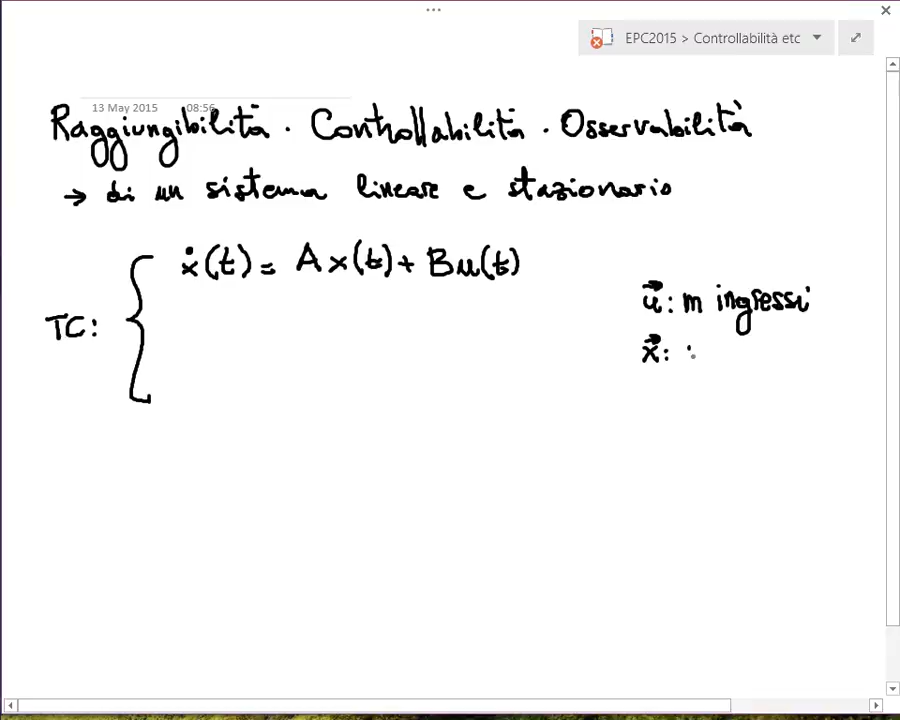 EPC2015 > Controllabilità etc
13 May 2015 08:56
Raggiungibilità · Controllabilità · Osservabilità
→ di un sistema lineare e stazionario
ẋ(t) = Ax(t) + Bu(t)
TC:
u⃗: m ingressi
x⃗: